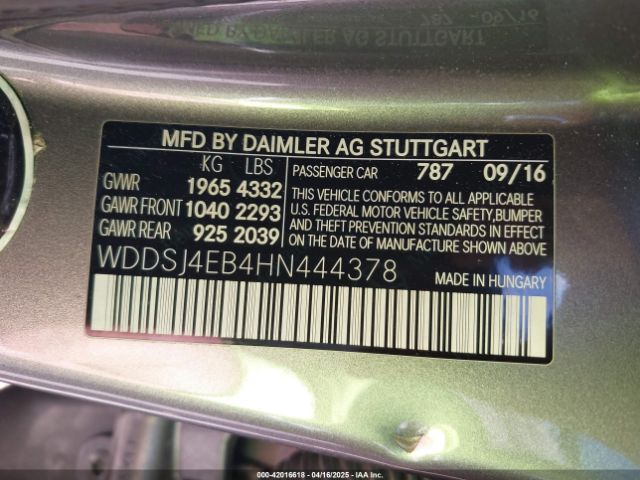 MFD BY DAIMLER AG STUTTGART
KG LBS
GVWR 1965 4332
GAWR FRONT 1040 2293
GAWR REAR 925 2039
PASSENGER CAR 787 09/16
THIS VEHICLE CONFORMS TO ALL APPLICABLE
U.S. FEDERAL MOTOR VEHICLE SAFETY,BUMPER
AND THEFT PREVENTION STANDARDS IN EFFECT
ON THE DATE OF MANUFACTURE SHOWN ABOVE
WDDSJ4EB4HN444378
MADE IN HUNGARY
000-42016618 - 04/16/2025 - IAAI.COM